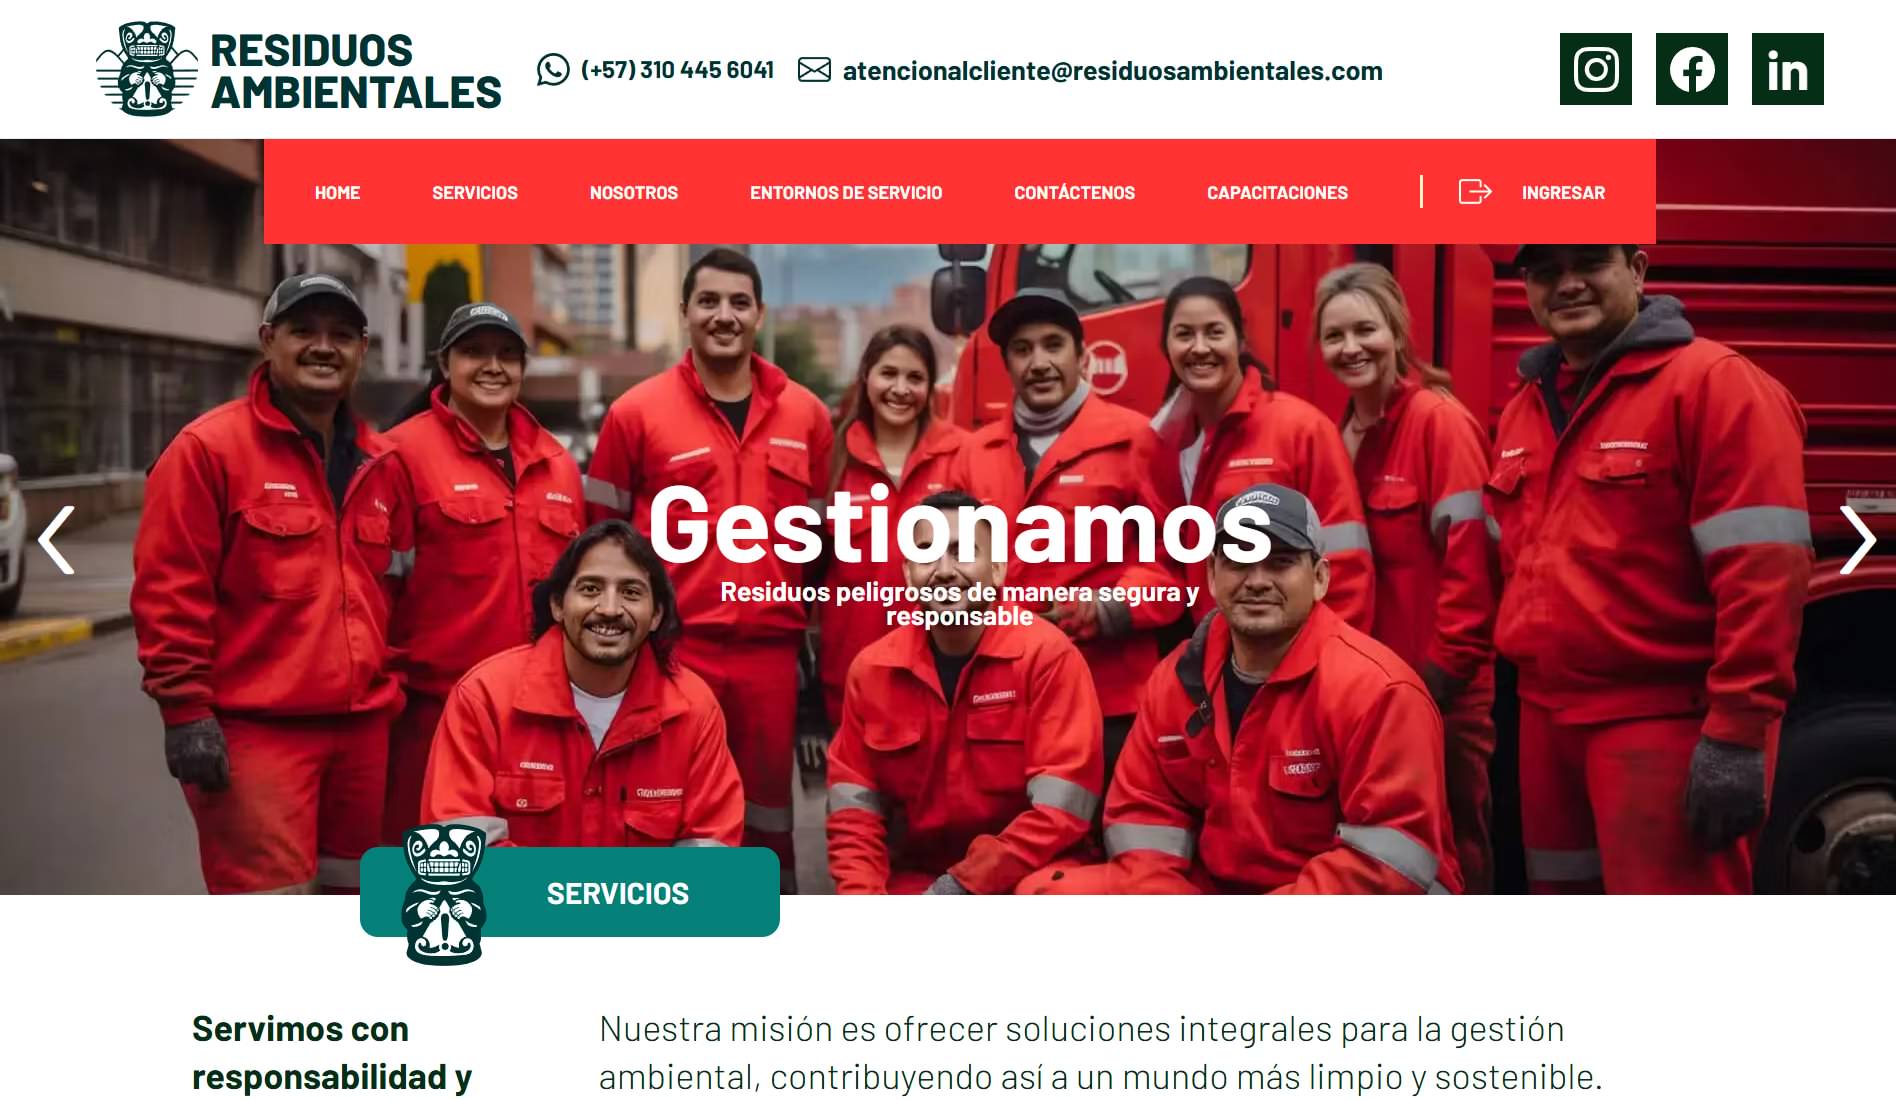 RESIDUOS
AMBIENTALES
(+57) 310 445 6041
atencionalcliente@residuosambientales.com
HOME
SERVICIOS
NOSOTROS
ENTORNOS DE SERVICIO
CONTÁCTENOS
CAPACITACIONES
INGRESAR
Gestionamos
Residuos peligrosos de manera segura y
responsable
SERVICIOS
Servimos con
responsabilidad y
Nuestra misión es ofrecer soluciones integrales para la gestión
ambiental, contribuyendo así a un mundo más limpio y sostenible.